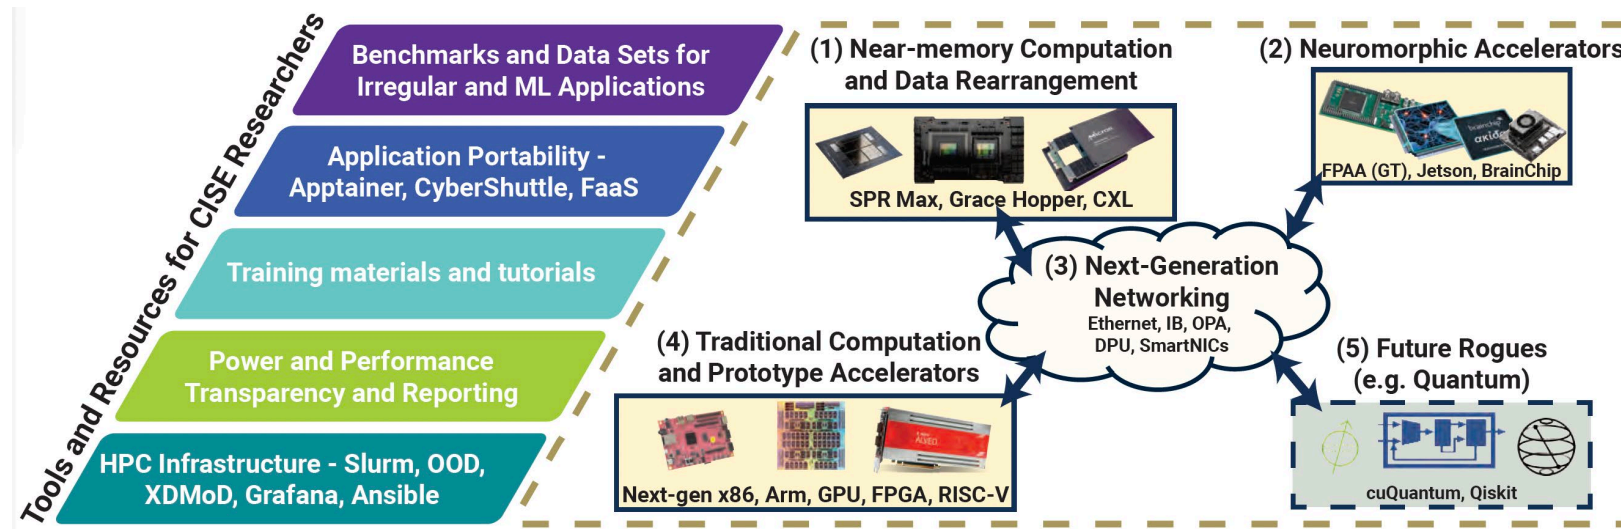 Tools and Resources for CISE Researchers
Benchmarks and Data Sets for
Irregular and ML Applications
Application Portability -
Apptainer, CyberShuttle, FaaS
Training materials and tutorials
Power and Performance
Transparency and Reporting
HPC Infrastructure - Slurm, OOD,
XDMoD, Grafana, Ansible
(1) Near-memory Computation
and Data Rearrangement
SPR Max, Grace Hopper, CXL
(2) Neuromorphic Accelerators
brainchip
akida
FPAA (GT), Jetson, BrainChip
(3) Next-Generation
Networking
Ethernet, IB, OPA,
DPU, SmartNICs
(4) Traditional Computation
and Prototype Accelerators
ALVEO
Next-gen x86, Arm, GPU, FPGA, RISC-V
(5) Future Rogues
(e.g. Quantum)
cuQuantum, Qiskit